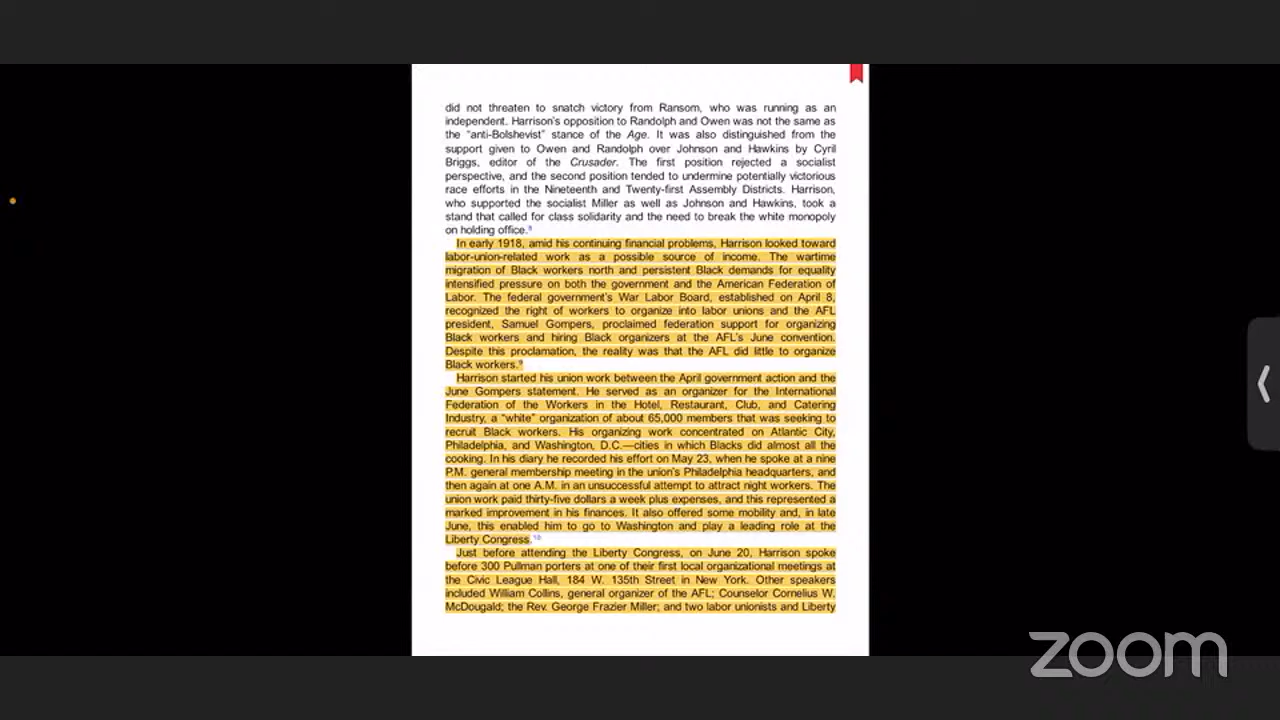 did not threaten to snatch victory from Ransom, who was running as an
independent. Harrison's opposition to Randolph and Owen was not the same as
the "anti-Bolshevist" stance of the Age. It was also distinguished from the
support given to Owen and Randolph over Johnson and Hawkins by Cyril
Briggs, editor of the Crusader. The first position rejected a socialist
perspective, and the second position tended to undermine potentially victorious
race efforts in the Nineteenth and Twenty-first Assembly Districts. Harrison,
who supported the socialist Miller as well as Johnson and Hawkins, took a
stand that called for class solidarity and the need to break the white monopoly
on holding office.⁸
In early 1918, amid his continuing financial problems, Harrison looked toward
labor-union-related work as a possible source of income. The wartime
migration of Black workers north and persistent Black demands for equality
intensified pressure on both the government and the American Federation of
Labor. The federal government's War Labor Board, established on April 8,
recognized the right of workers to organize into labor unions and the AFL
president, Samuel Gompers, proclaimed federation support for organizing
Black workers and hiring Black organizers at the AFL's June convention.
Despite this proclamation, the reality was that the AFL did little to organize
Black workers.⁹
Harrison started his union work between the April government action and the
June Gompers statement. He served as an organizer for the International
Federation of the Workers in the Hotel, Restaurant, Club, and Catering
Industry, a "white" organization of about 65,000 members that was seeking to
recruit Black workers. His organizing work concentrated on Atlantic City,
Philadelphia, and Washington, D.C.—cities in which Blacks did almost all the
cooking. In his diary he recorded his effort on May 23, when he spoke at a nine
P.M. general membership meeting in the union's Philadelphia headquarters, and
then again at one A.M. in an unsuccessful attempt to attract night workers. The
union work paid thirty-five dollars a week plus expenses, and this represented a
marked improvement in his finances. It also offered some mobility and, in late
June, this enabled him to go to Washington and play a leading role at the
Liberty Congress.¹⁰
Just before attending the Liberty Congress, on June 20, Harrison spoke
before 300 Pullman porters at one of their first local organizational meetings at
the Civic League Hall, 184 W. 135th Street in New York. Other speakers
included William Collins, general organizer of the AFL; Counselor Cornelius W.
McDougald; the Rev. George Frazier Miller; and two labor unionists and Liberty
zoom